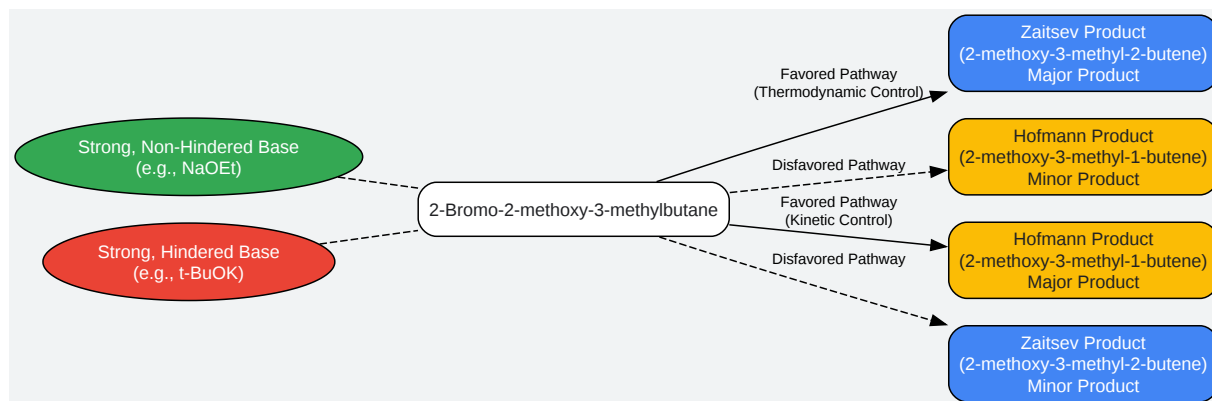 Strong, Non-Hindered Base
(e.g., NaOEt)
Strong, Hindered Base
(e.g., t-BuOK)
2-Bromo-2-methoxy-3-methylbutane
Favored Pathway
(Thermodynamic Control)
Disfavored Pathway
Favored Pathway
(Kinetic Control)
Disfavored Pathway
Zaitsev Product
(2-methoxy-3-methyl-2-butene)
Major Product
Hofmann Product
(2-methoxy-3-methyl-1-butene)
Minor Product
Hofmann Product
(2-methoxy-3-methyl-1-butene)
Major Product
Zaitsev Product
(2-methoxy-3-methyl-2-butene)
Minor Product